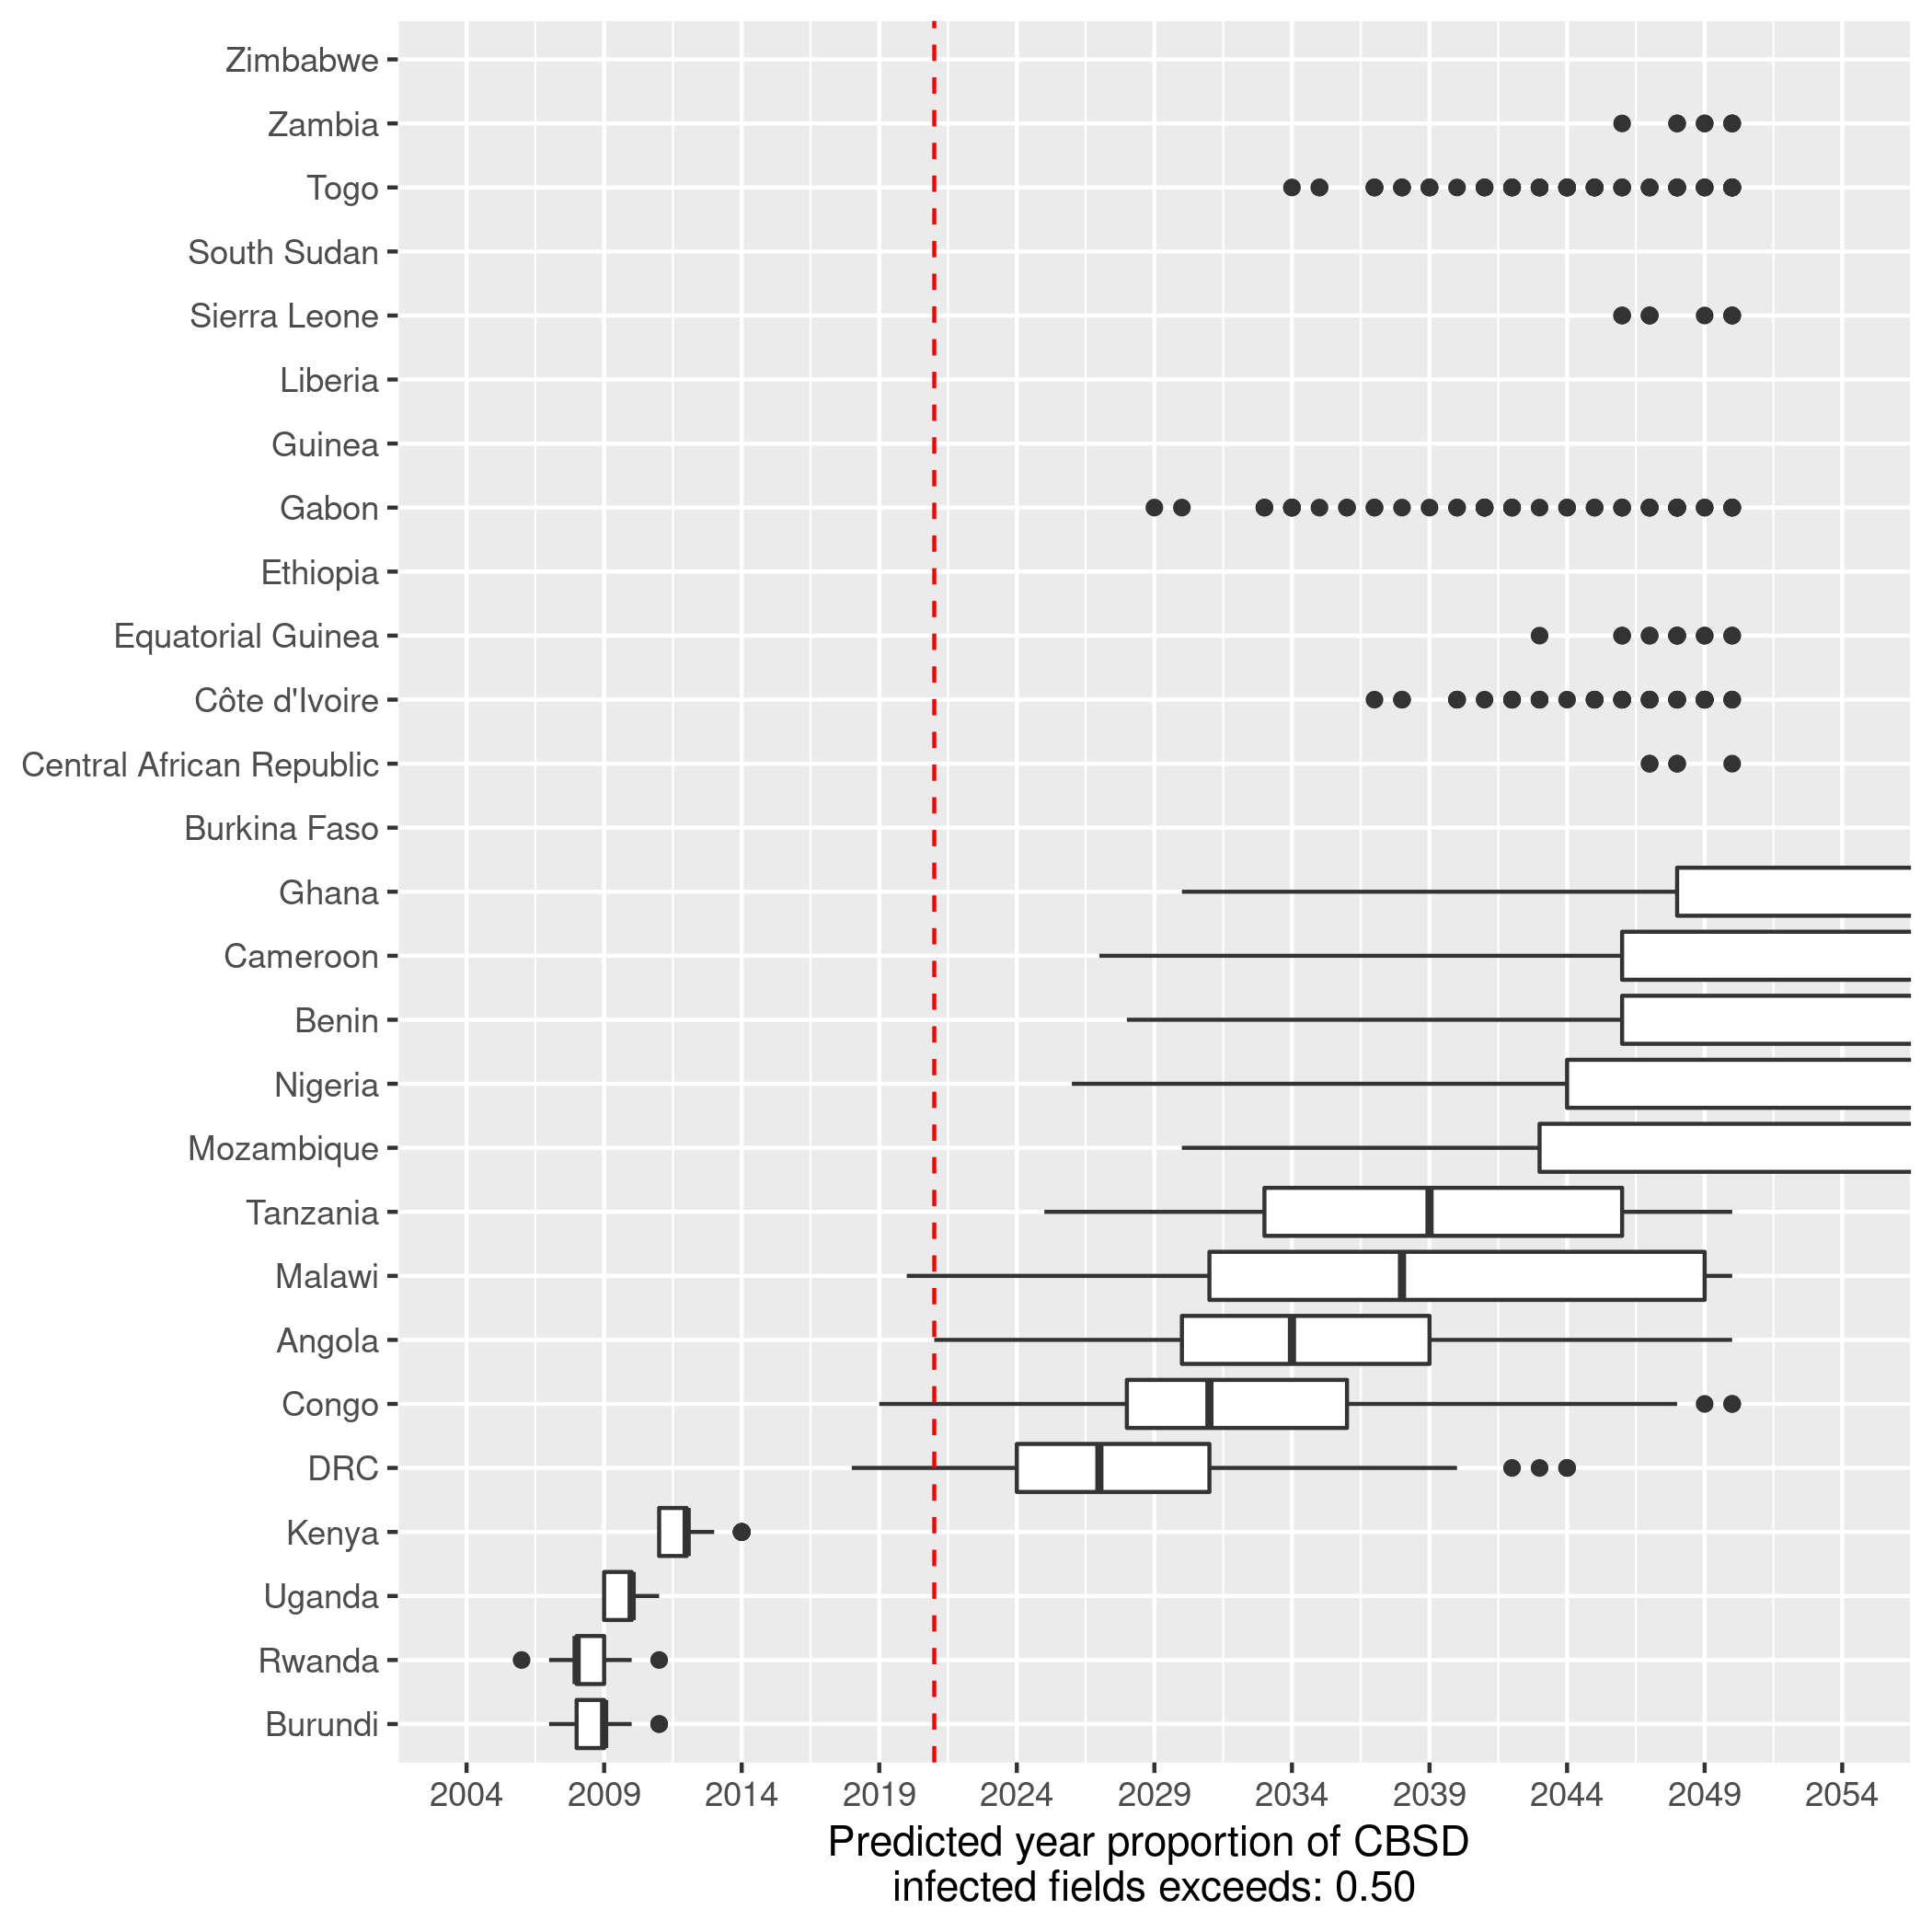 Zimbabwe
Zambia
Togo
South Sudan
Sierra Leone
Liberia
Guinea
Gabon
Ethiopia
Equatorial Guinea
Côte d'Ivoire
Central African Republic
Burkina Faso
Ghana
Cameroon
Benin
Nigeria
Mozambique
Tanzania
Malawi
Angola
Congo
DRC
Kenya
Uganda
Rwanda
Burundi
2004 2009 2014 2019 2024 2029 2034 2039 2044 2049 2054
Predicted year proportion of CBSD
infected fields exceeds: 0.50